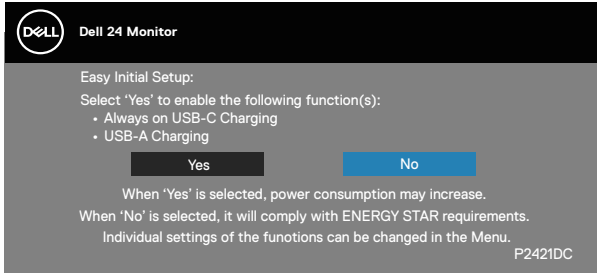 DELL
Dell 24 Monitor
Easy Initial Setup:
Select ‘Yes’ to enable the following function(s):
• Always on USB-C Charging
• USB-A Charging
Yes No
When ‘Yes’ is selected, power consumption may increase.
When ‘No’ is selected, it will comply with ENERGY STAR requirements.
Individual settings of the funotions can be changed in the Menu.
P2421DC